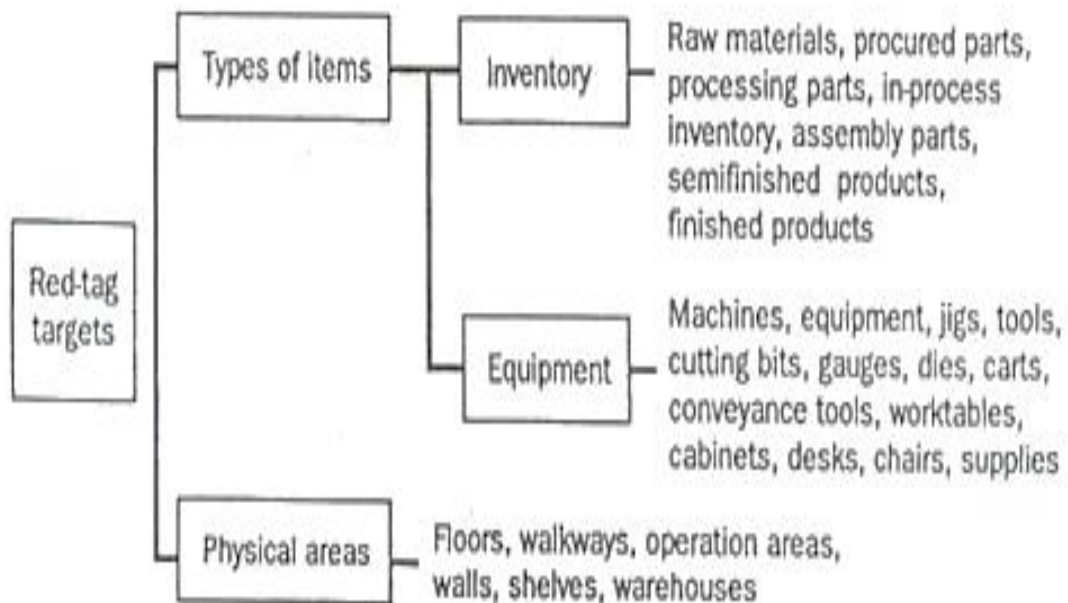 Types of items
Inventory
Raw materials, procured parts,
processing parts, in-process
inventory, assembly parts,
semifinished products,
finished products
Red-tag
targets
Equipment
Machines, equipment, jigs, tools,
cutting bits, gauges, dies, carts,
conveyance tools, worktables,
cabinets, desks, chairs, supplies
Physical areas
Floors, walkways, operation areas,
walls, shelves, warehouses